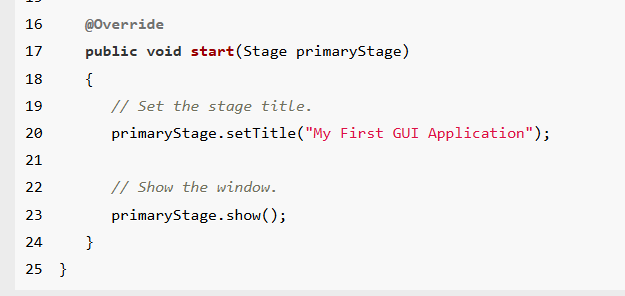 16 @Override
17 public void start(Stage primaryStage)
18 {
19 // Set the stage title.
20 primaryStage.setTitle("My First GUI Application");
21
22 // Show the window.
23 primaryStage.show();
24 }
25 }